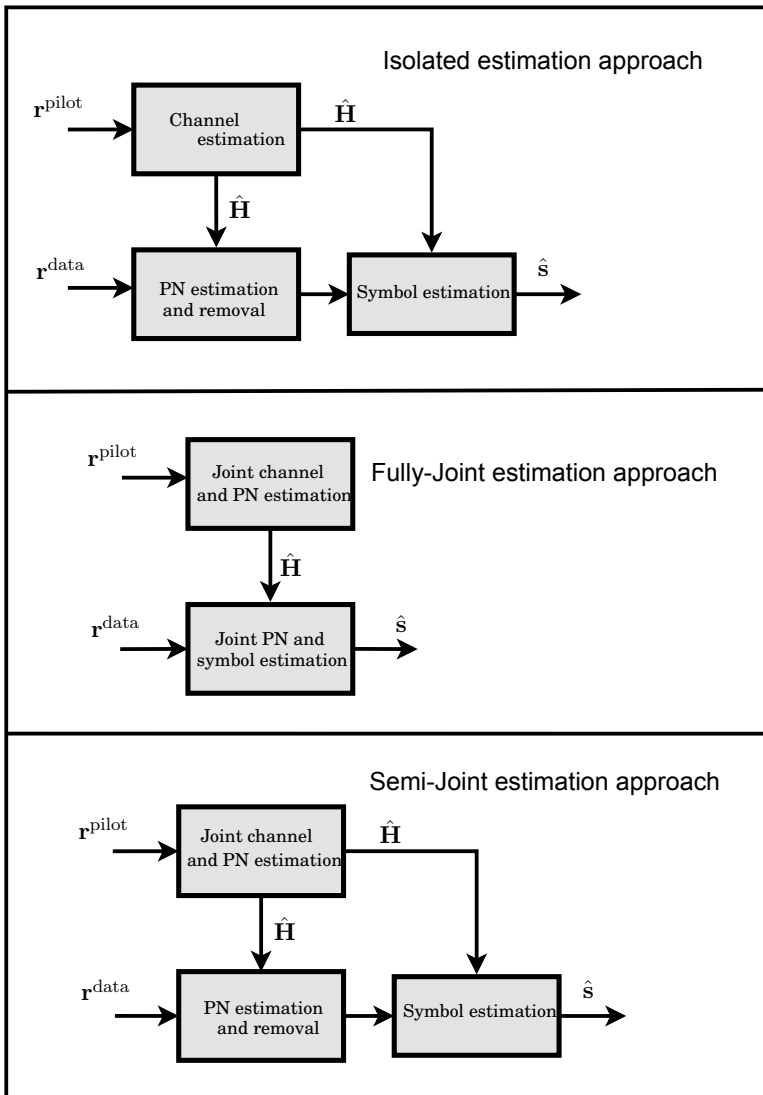 Isolated estimation approach
r^pilot
Channel
estimation
Ĥ
Ĥ
r^data
PN estimation
and removal
Symbol estimation
ŝ
Fully-Joint estimation approach
r^pilot
Joint channel
and PN estimation
Ĥ
r^data
Joint PN and
symbol estimation
ŝ
Semi-Joint estimation approach
r^pilot
Joint channel
and PN estimation
Ĥ
Ĥ
r^data
PN estimation
and removal
Symbol estimation
ŝ